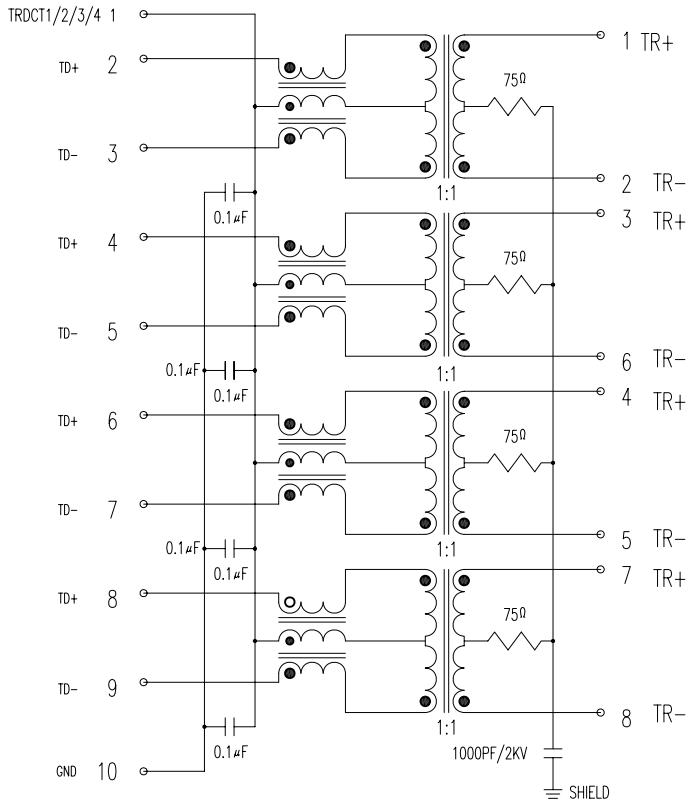 TRDCT1/2/3/4 1
1 TR+
TD+ 2
75Ω
TD- 3
2 TR-
1:1
0.1µF
3 TR+
TD+ 4
75Ω
TD- 5
6 TR-
0.1µF
1:1
0.1µF
4 TR+
TD+ 6
75Ω
TD- 7
5 TR-
0.1µF
1:1
0.1µF
7 TR+
TD+ 8
75Ω
TD- 9
8 TR-
1:1
0.1µF
1000PF/2KV
GND 10
SHIELD